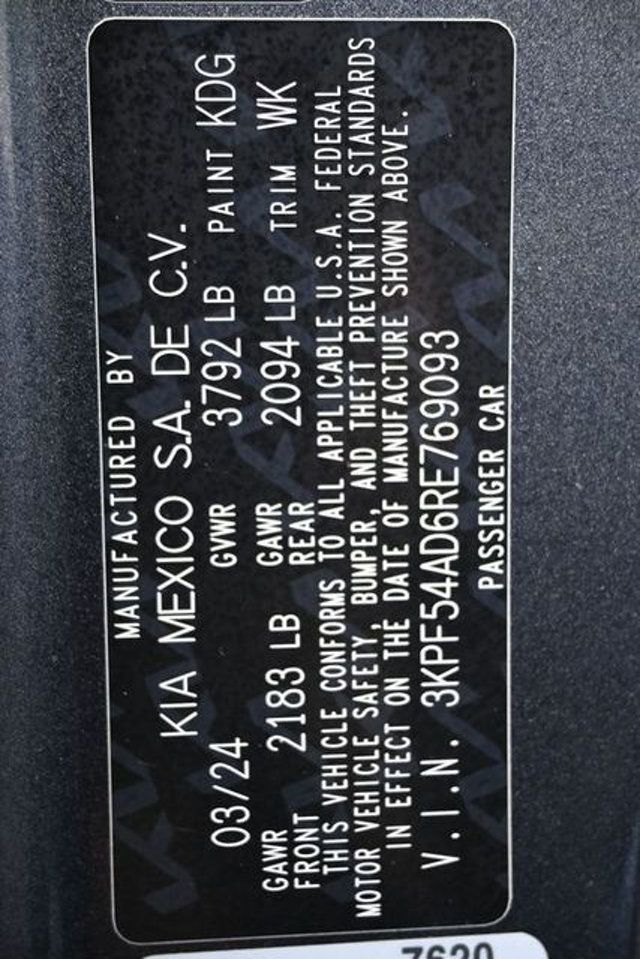 MANUFACTURED BY
KIA MEXICO S.A. DE C.V.
03/24 GVWR 3792 LB PAINT KDG
GAWR FRONT 2183 LB GAWR REAR 2094 LB TRIM WK
THIS VEHICLE CONFORMS TO ALL APPLICABLE U.S.A. FEDERAL
MOTOR VEHICLE SAFETY, BUMPER, AND THEFT PREVENTION STANDARDS
IN EFFECT ON THE DATE OF MANUFACTURE SHOWN ABOVE.
V.I.N. 3KPF54AD6RE769093
PASSENGER CAR